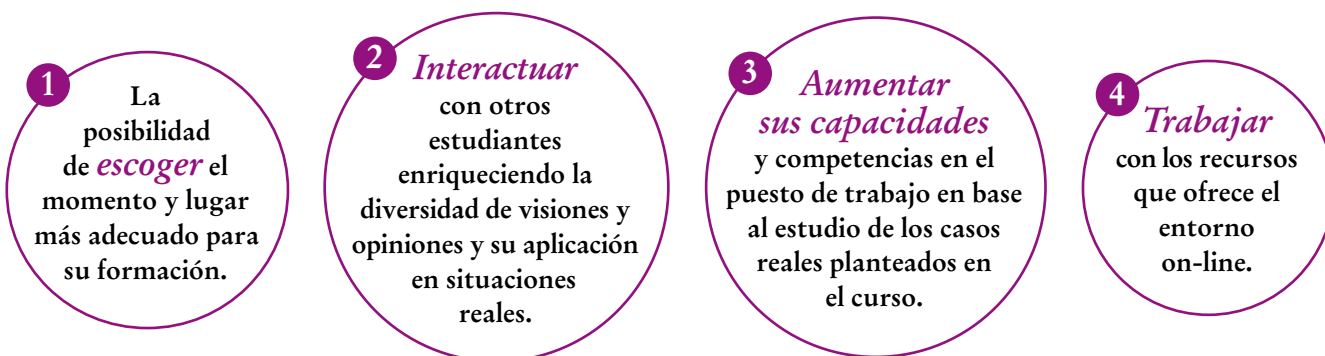 1
La
posibilidad
de escoger el
momento y lugar
más adecuado para
su formación.
2
Interactuar
con otros
estudiantes
enriqueciendo la
diversidad de visiones y
opiniones y su aplicación
en situaciones
reales.
3
Aumentar
sus capacidades
y competencias en el
puesto de trabajo en base
al estudio de los casos
reales planteados en
el curso.
4
Trabajar
con los recursos
que ofrece el
entorno
on-line.